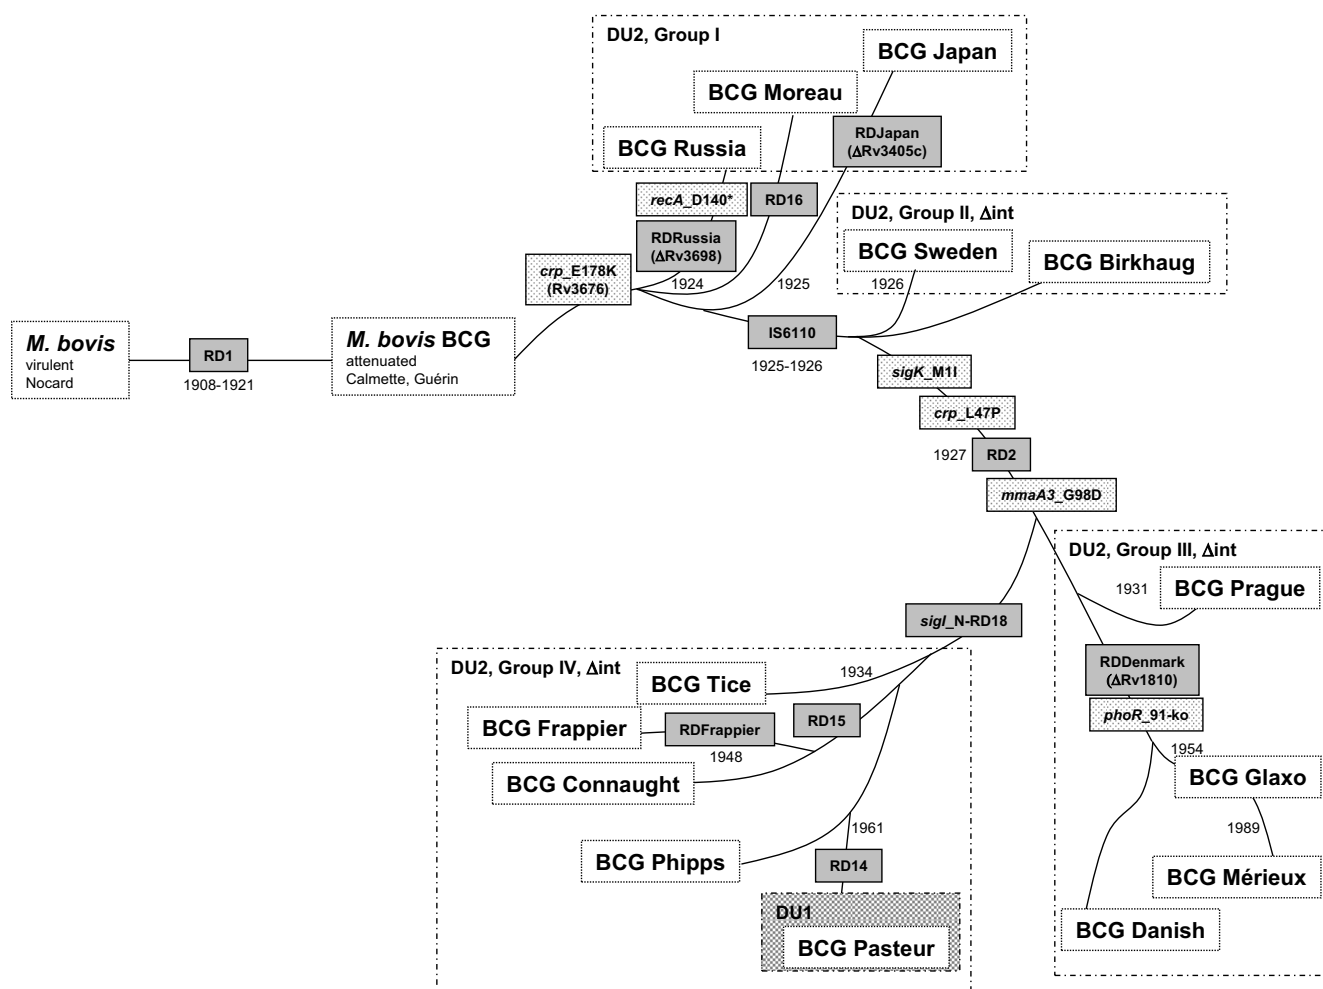 DU2, Group I
BCG Japan
BCG Moreau
BCG Russia
RDJapan
(ΔRv3405c)
recA_D140*
RD16
RDRussia
(ΔRv3698)
DU2, Group II, Δint
BCG Sweden
BCG Birkhaug
crp_E178K
(Rv3676)
1924
1925
1926
M. bovis
virulent
Nocard
RD1
1908-1921
M. bovis BCG
attenuated
Calmette, Guérin
IS6110
1925-1926
sigK_M1I
crp_L47P
1927
RD2
mmaA3_G98D
DU2, Group III, Δint
1931
BCG Prague
sigI_N-RD18
RDDenmark
(ΔRv1810)
phoR_91-ko
1954
BCG Glaxo
1989
BCG Mérieux
BCG Danish
DU2, Group IV, Δint
1934
BCG Tice
BCG Frappier
RDFrappier
RD15
1948
BCG Connaught
1961
BCG Phipps
RD14
DU1
BCG Pasteur